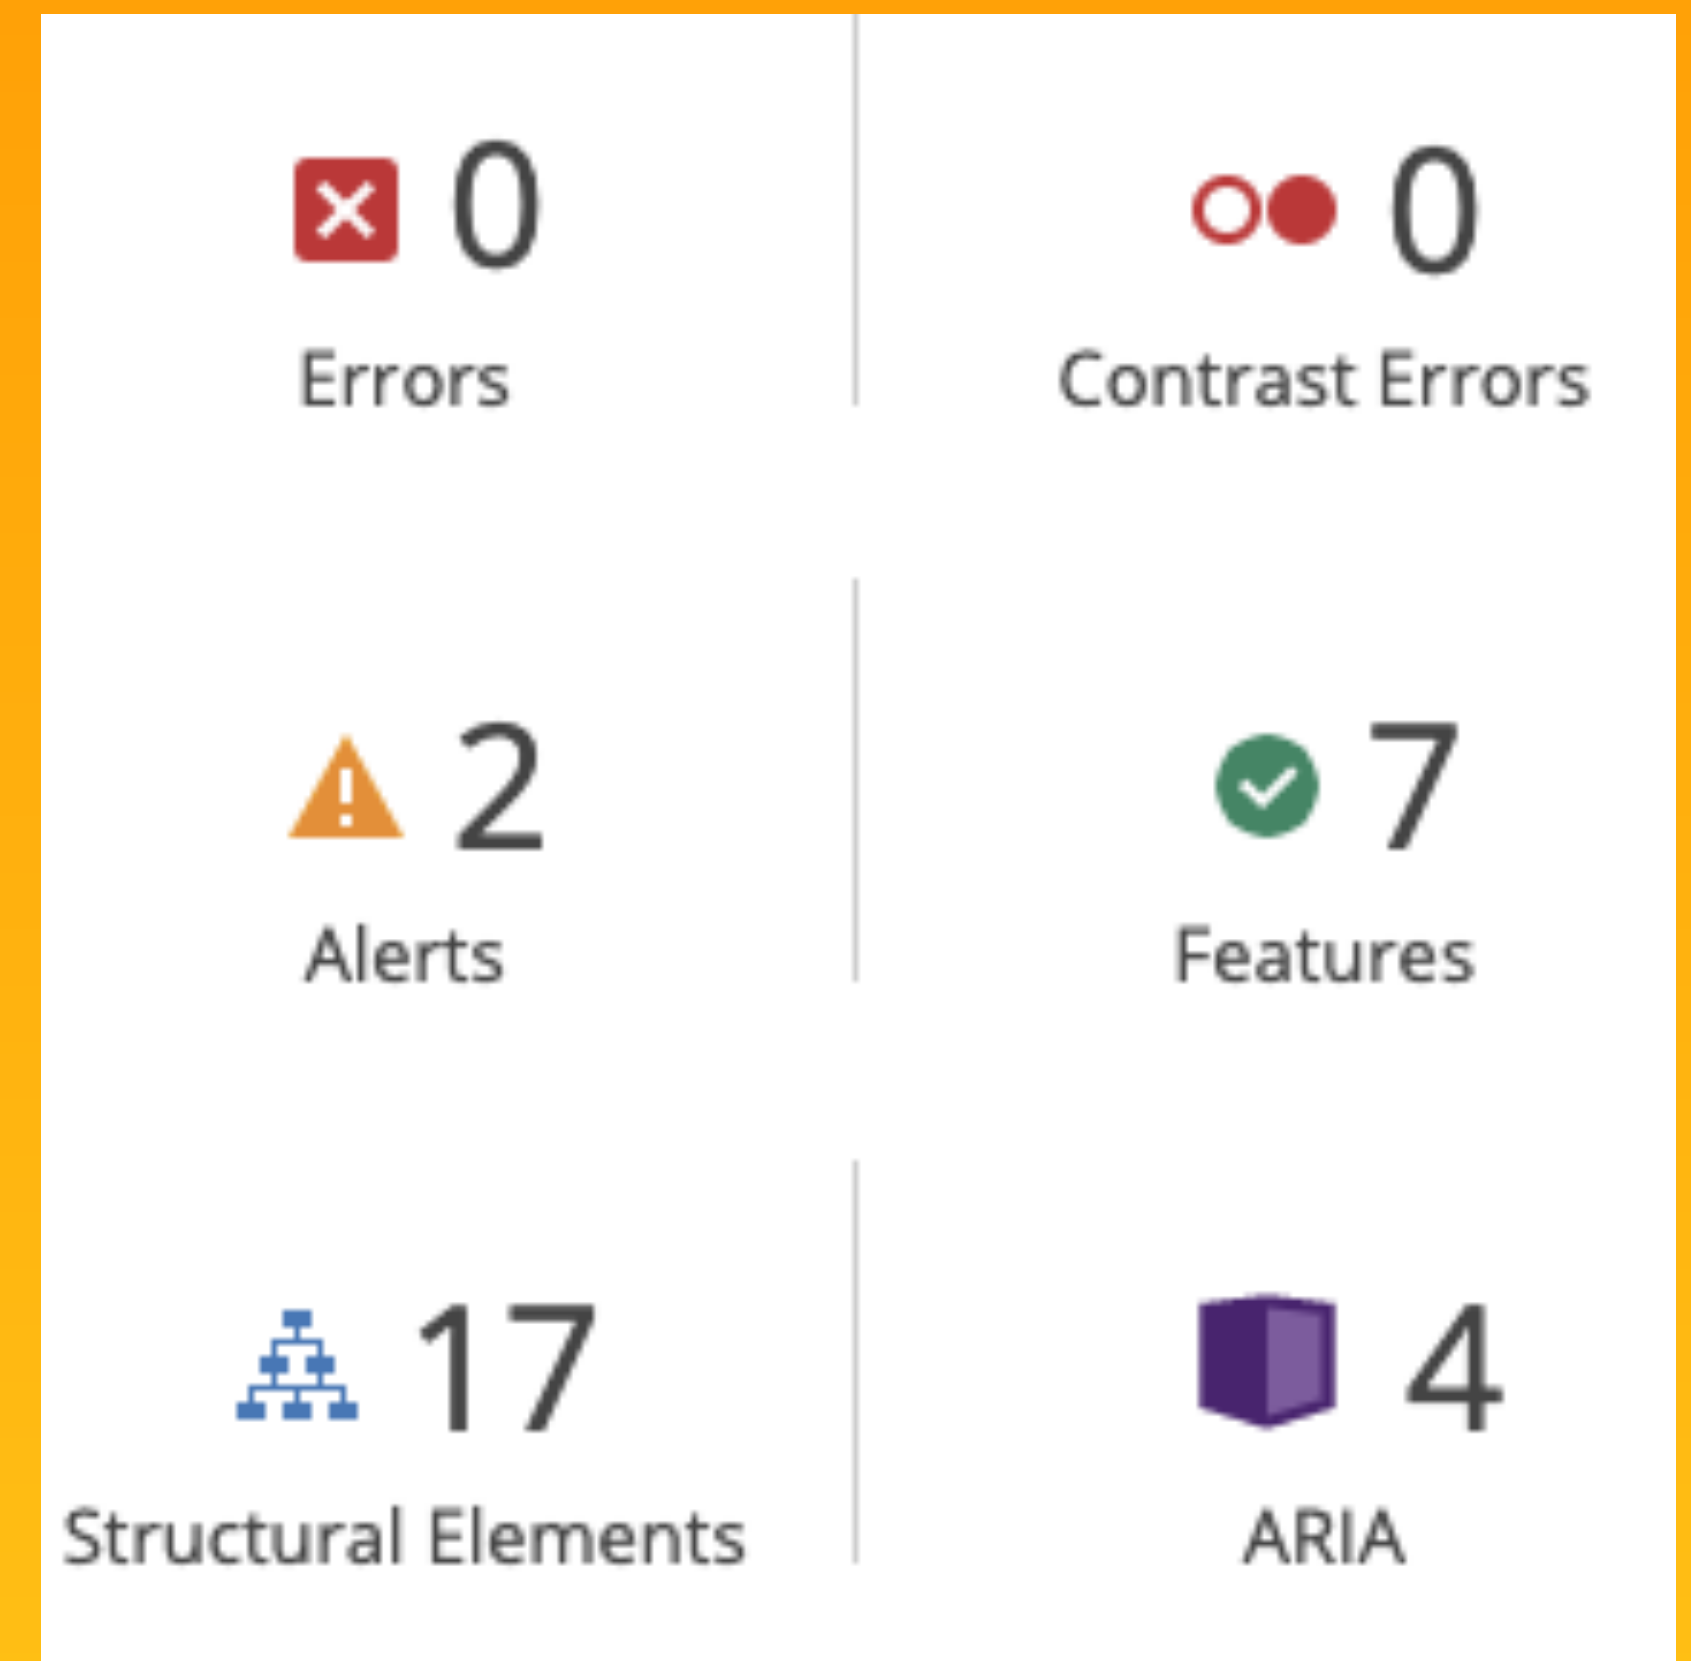 0 0
Errors Contrast Errors
2 7
Alerts Features
17 4
Structural Elements ARIA